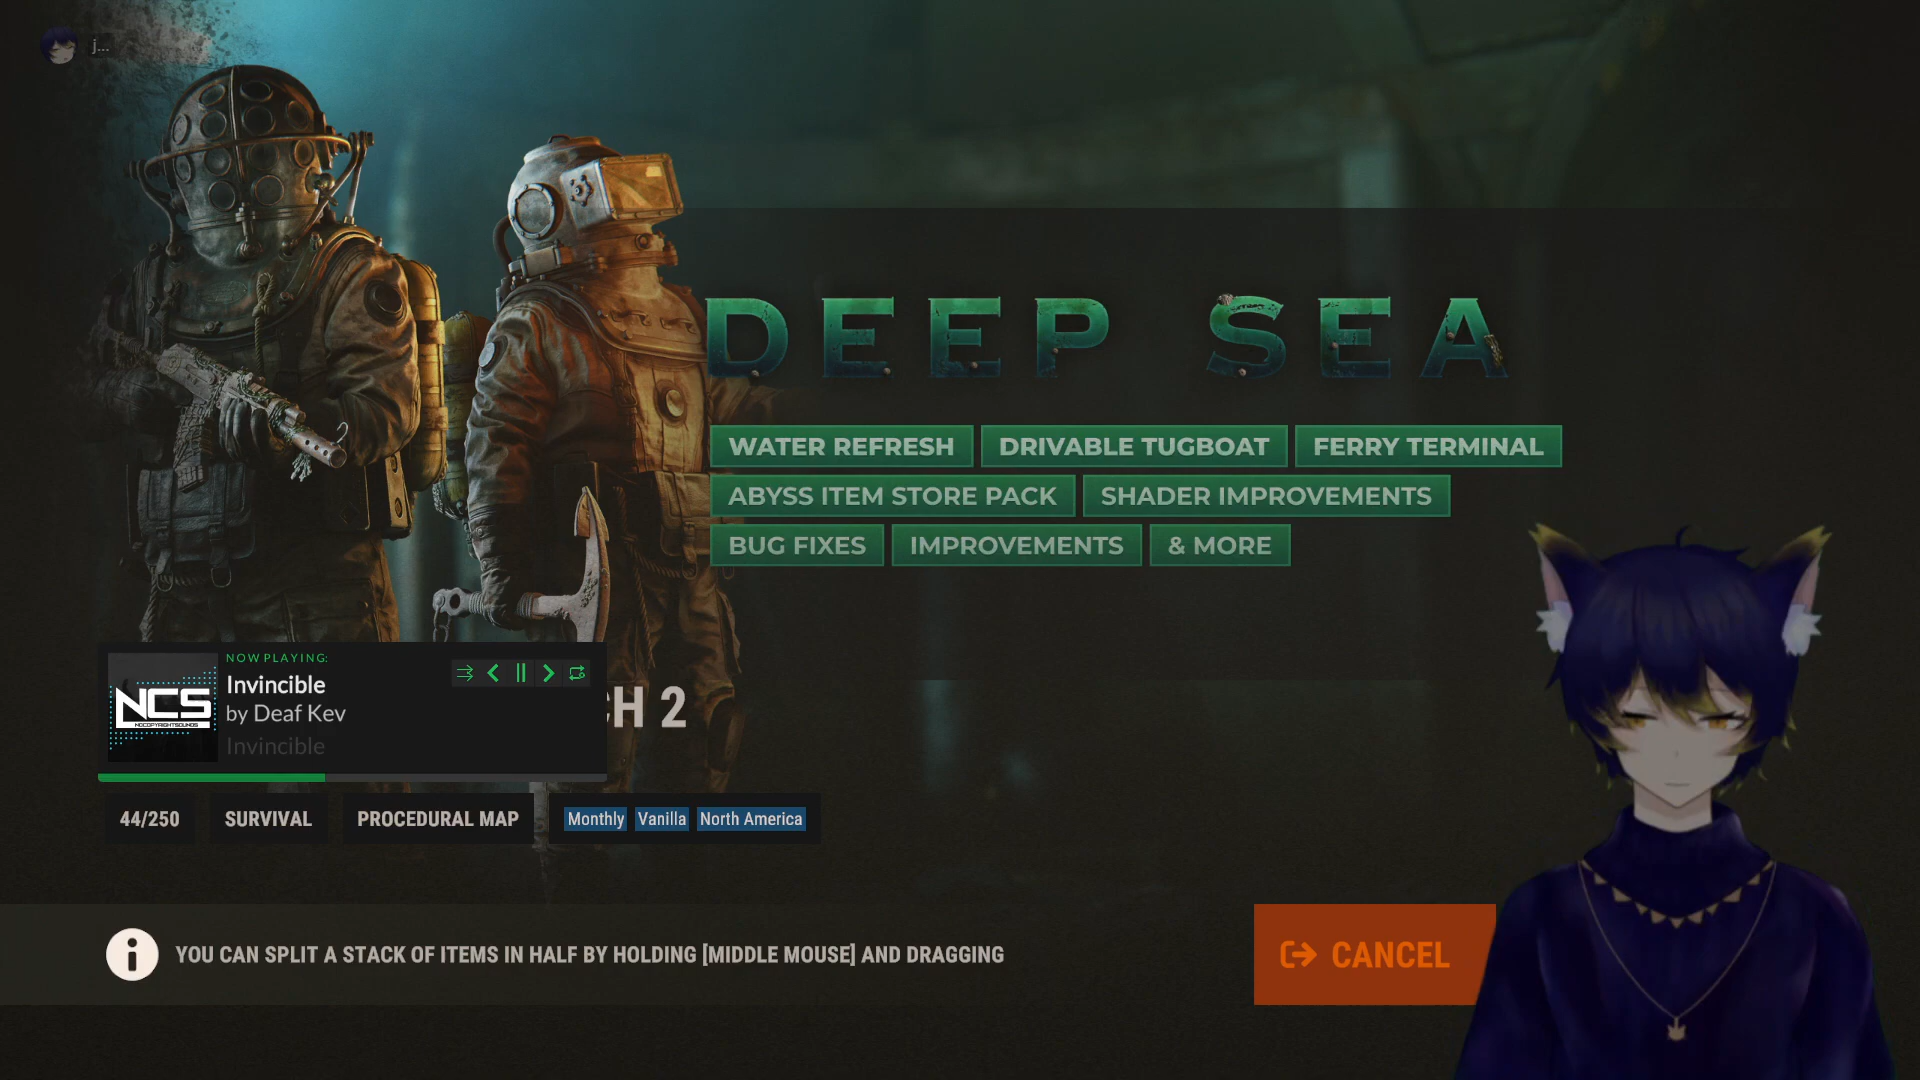 j...
DEEP SEA
WATER REFRESH DRIVABLE TUGBOAT FERRY TERMINAL
ABYSS ITEM STORE PACK SHADER IMPROVEMENTS
BUG FIXES IMPROVEMENTS & MORE
NOW PLAYING:
Invincible
by Deaf Kev
Invincible
NCS
NOCOPYRIGHTSOUNDS
CH 2
44/250 SURVIVAL PROCEDURAL MAP Monthly Vanilla North America
YOU CAN SPLIT A STACK OF ITEMS IN HALF BY HOLDING [MIDDLE MOUSE] AND DRAGGING
CANCEL